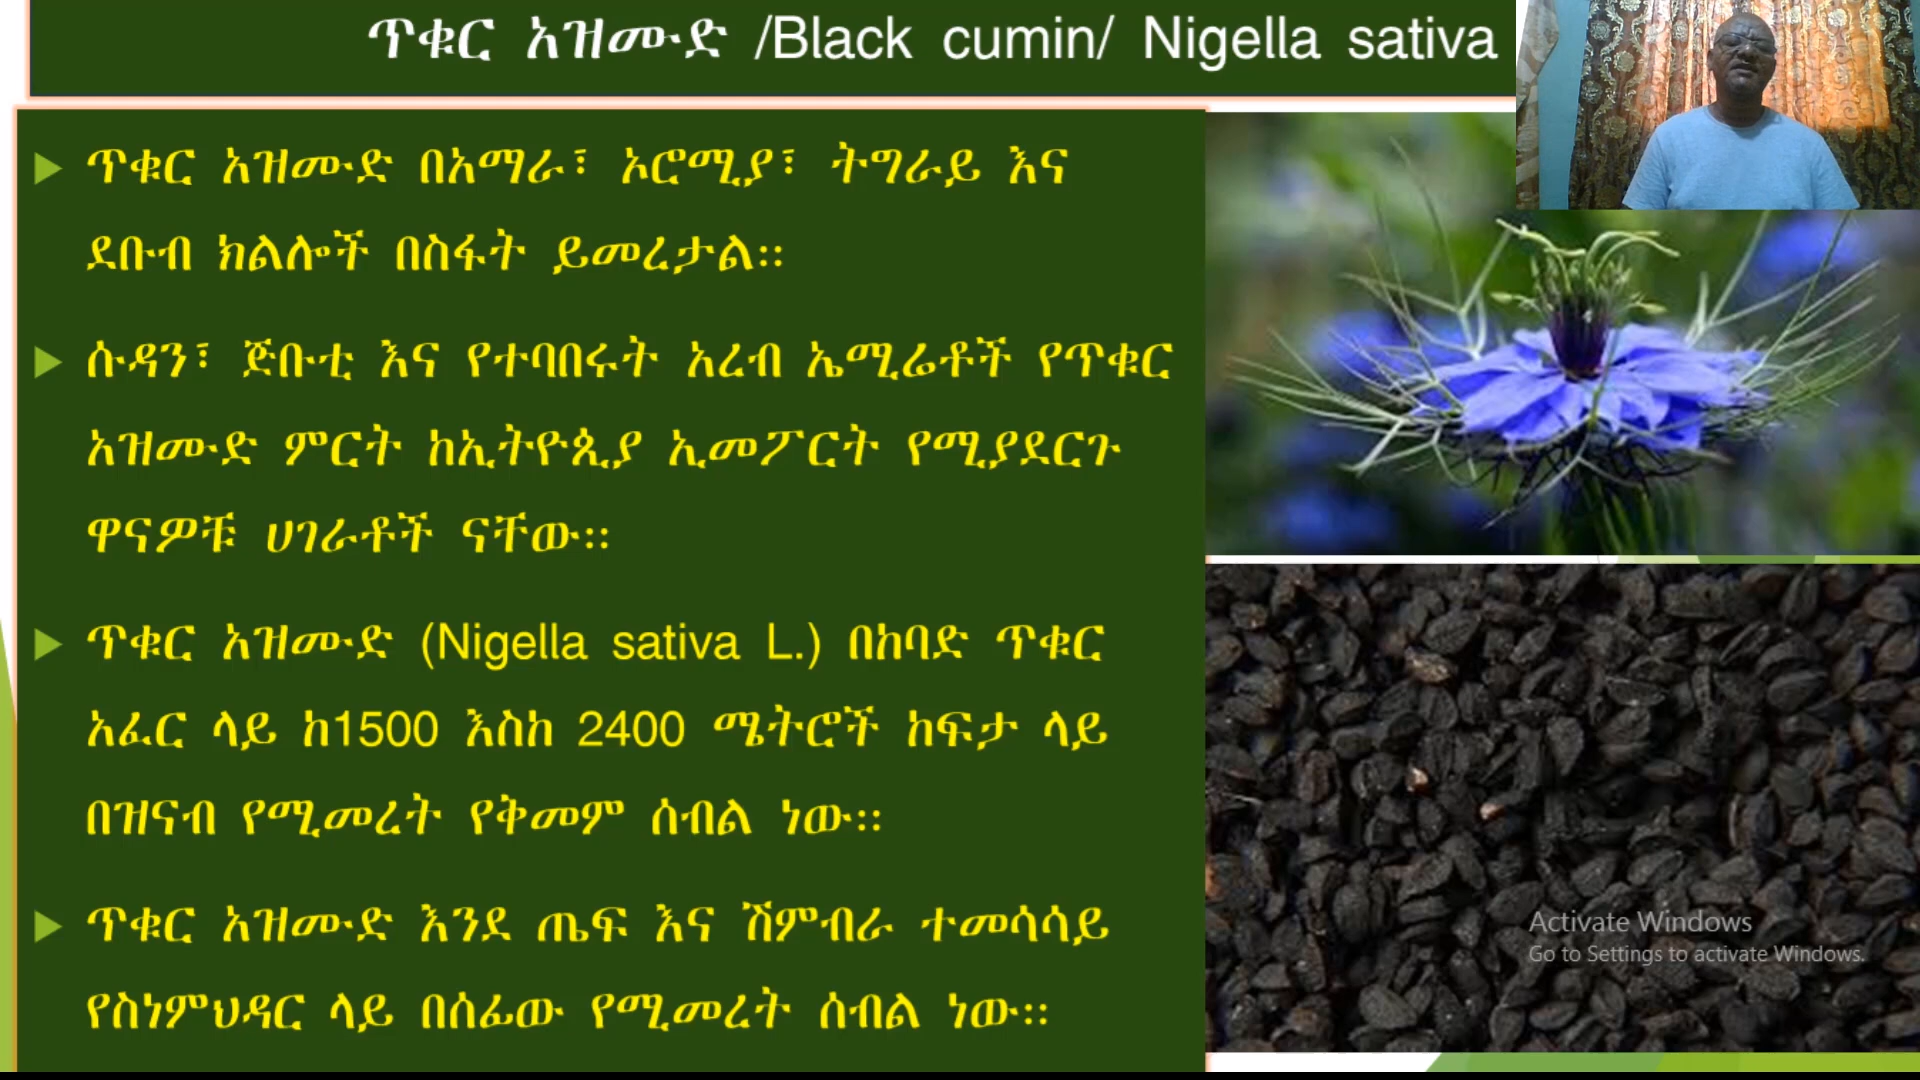 ጥቁር አዝሙድ /Black cumin/ Nigella sativa
ጥቁር አዝሙድ በአማራ፣ ኦሮሚያ፣ ትግራይ እና
ደቡብ ክልሎች በስፋት ይመረታል፡፡
ሱዳን፣ ጅቡቲ እና የተባበሩት አረብ ኤሚሬቶች የጥቁር
አዝሙድ ምርት ከኢትዮጲያ ኢመፖርት የሚያደርጉ
ዋናዎቹ ሀገራቶች ናቸው፡፡
ጥቁር አዝሙድ (Nigella sativa L.) በከባድ ጥቁር
አፈር ላይ ከ1500 እስከ 2400 ሜትሮች ከፍታ ላይ
በዝናብ የሚመረት የቅመም ሰብል ነው፡፡
ጥቁር አዝሙድ እንደ ጤፍ እና ሽምብራ ተመሳሳይ
የስነምህዳር ላይ በሰፊው የሚመረት ሰብል ነው፡፡
Activate Windows
Go to Settings to activate Windows.